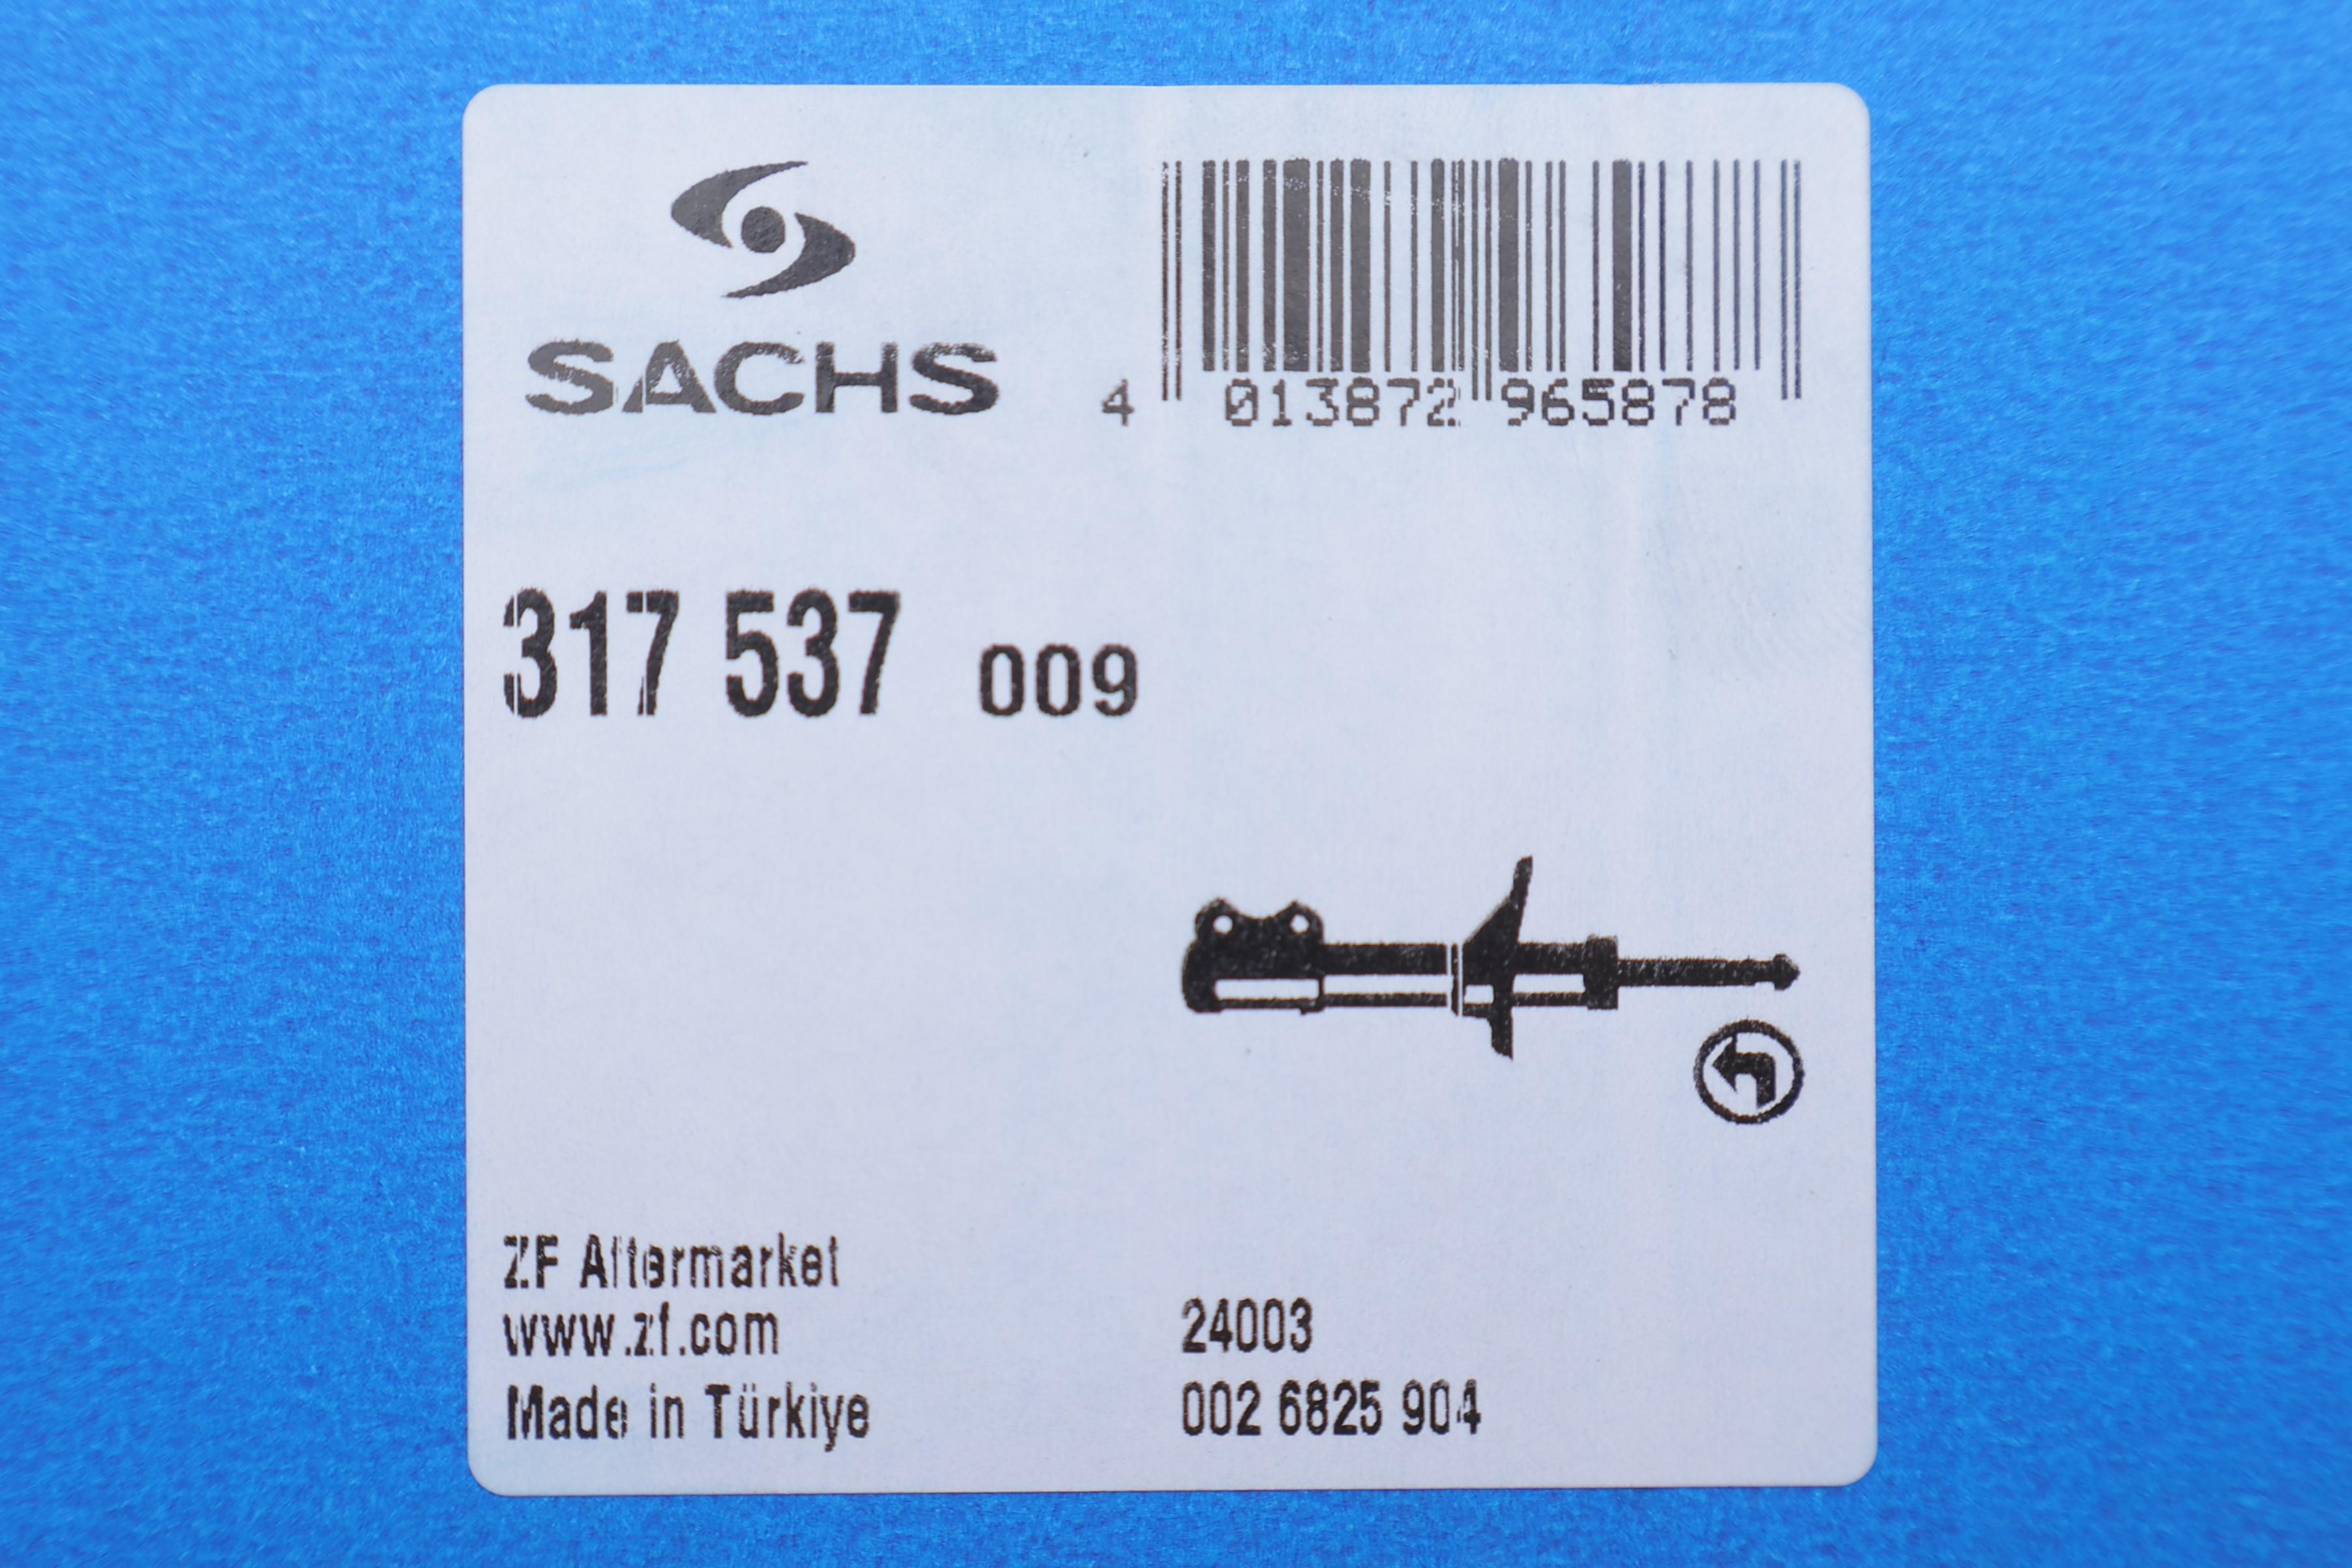 SACHS
4 013872 965878
317 537 009
ZF Aftermarket
www.zf.com
24003
Made in Türkiye
002 6825 904